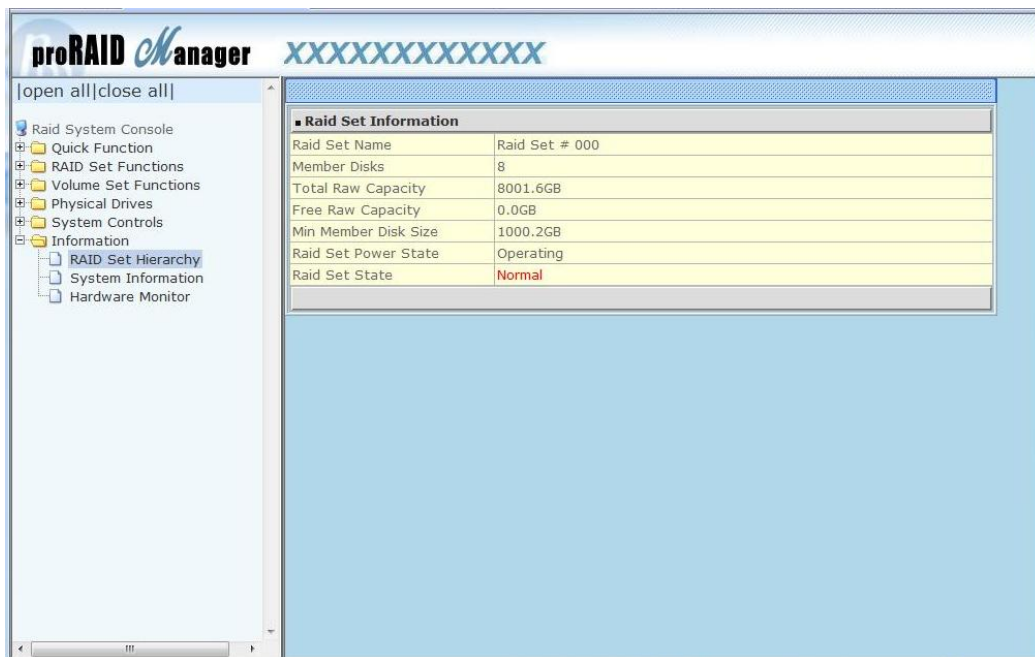 proRAID Manager XXXXXXXXXXXX
|open all|close all|
Raid System Console
Quick Function
RAID Set Functions
Volume Set Functions
Physical Drives
System Controls
Information
RAID Set Hierarchy
System Information
Hardware Monitor
Raid Set Information
Raid Set Name Raid Set # 000
Member Disks 8
Total Raw Capacity 8001.6GB
Free Raw Capacity 0.0GB
Min Member Disk Size 1000.2GB
Raid Set Power State Operating
Raid Set State Normal